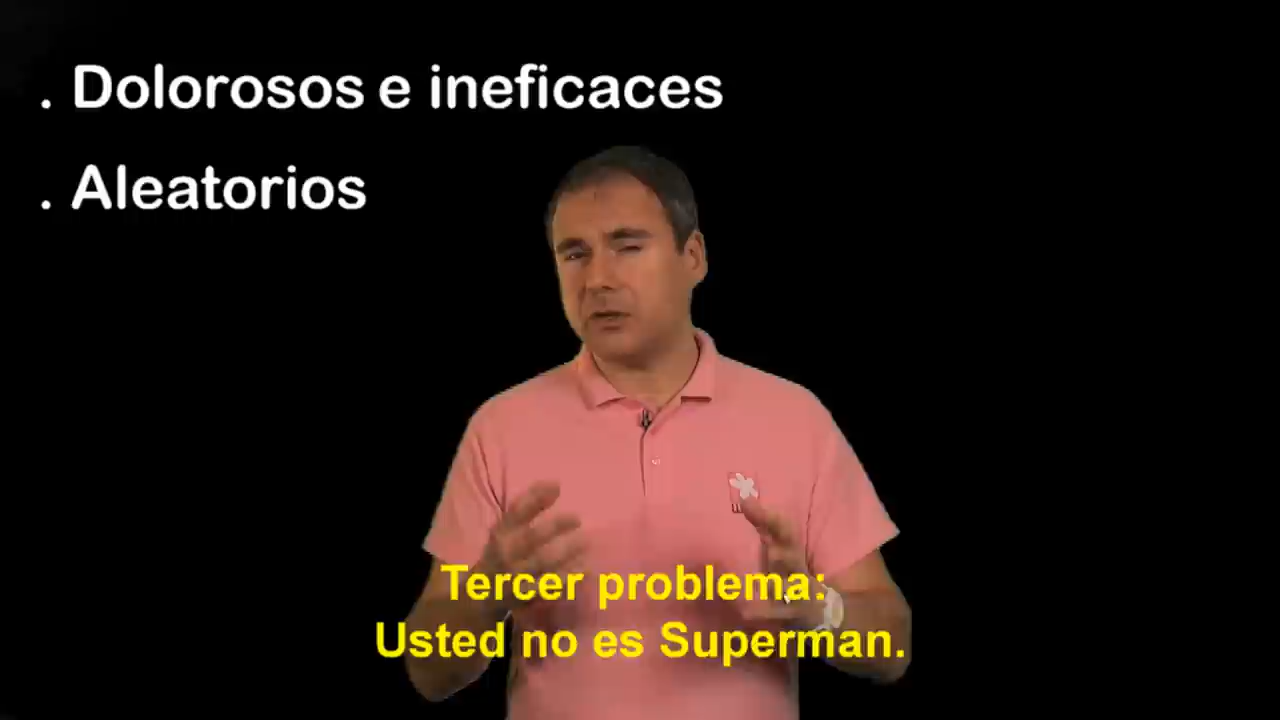 . Dolorosos e ineficaces
. Aleatorios
Tercer problema:
Usted no es Superman.